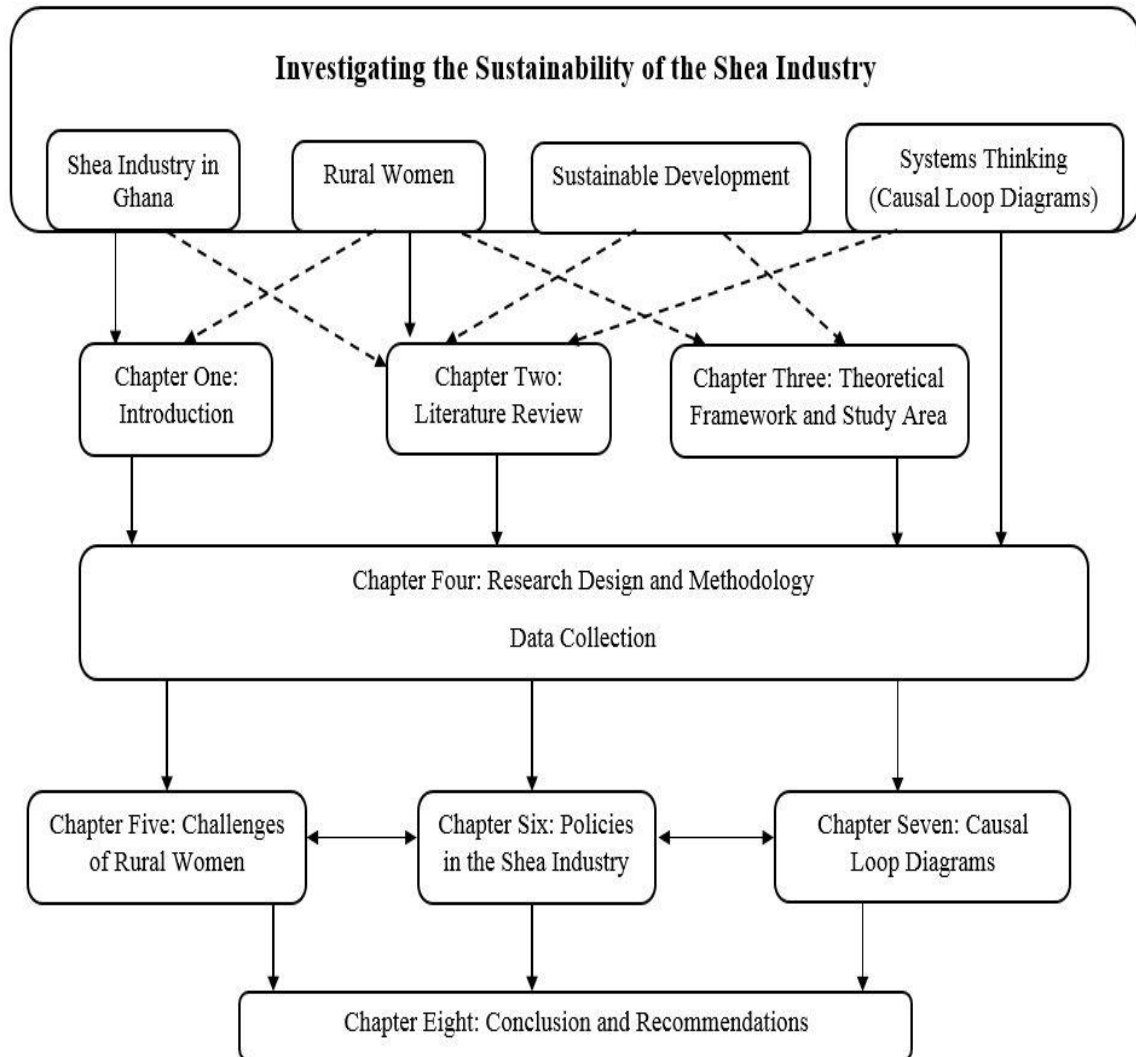 Investigating the Sustainability of the Shea Industry
Shea Industry in
Ghana
Rural Women
Sustainable Development
Systems Thinking
(Causal Loop Diagrams)
Chapter One:
Introduction
Chapter Two:
Literature Review
Chapter Three: Theoretical
Framework and Study Area
Chapter Four: Research Design and Methodology
Data Collection
Chapter Five: Challenges
of Rural Women
Chapter Six: Policies
in the Shea Industry
Chapter Seven: Causal
Loop Diagrams
Chapter Eight: Conclusion and Recommendations